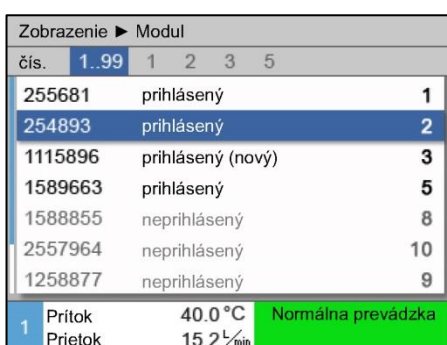 Zobrazenie ► Modul
čís. 1..99 1 2 3 5
255681 prihlásený 1
254893 prihlásený 2
1115896 prihlásený (nový) 3
1589663 prihlásený 5
1588855 neprihlásený 8
2557964 neprihlásený 10
1258877 neprihlásený 9
1 Prítok 40.0 °C Normálna prevádzka
Prietok 15.2 L/min